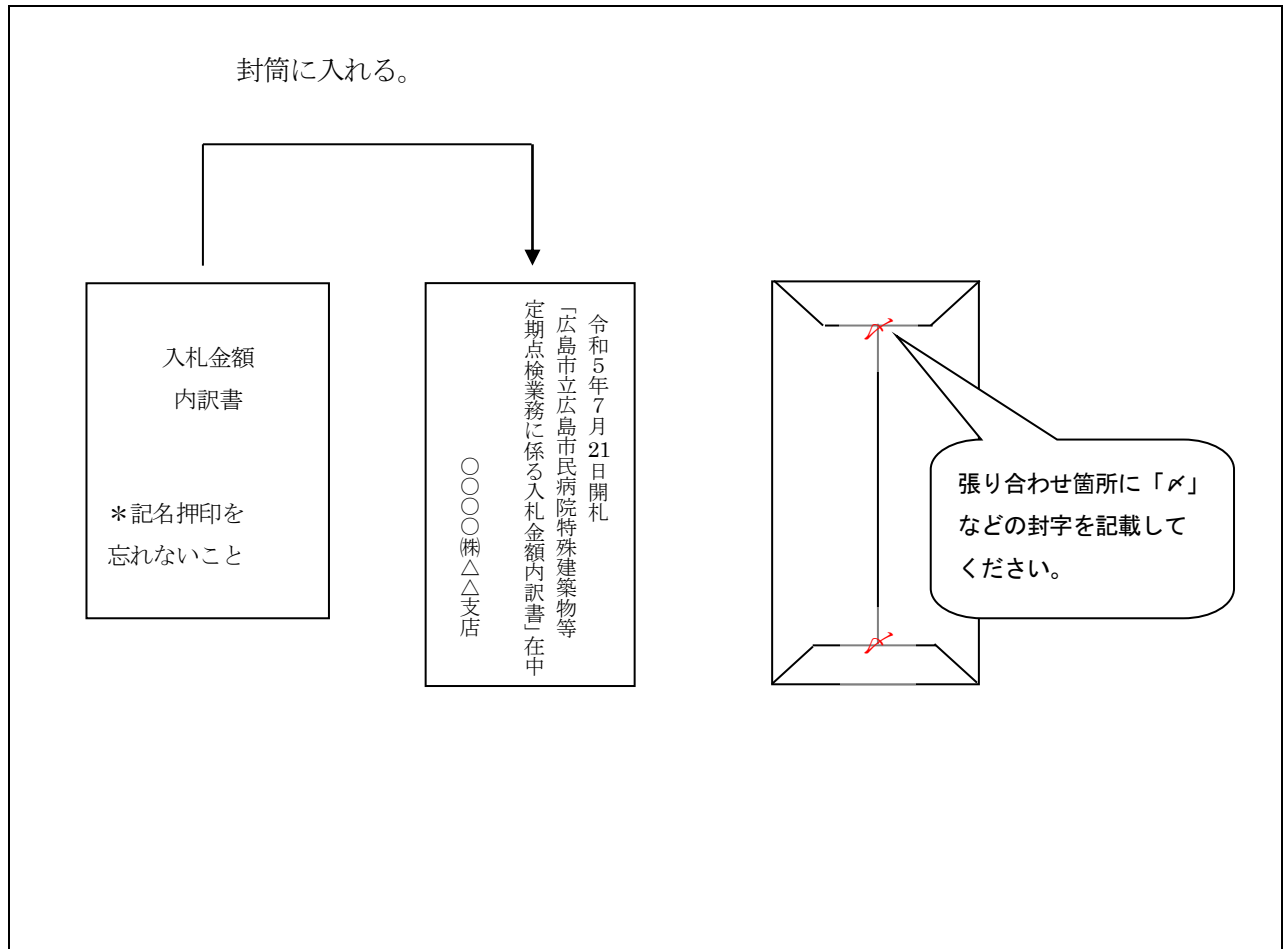 封筒に入れる。
入札金額
内訳書
＊記名押印を
忘れないこと
令和５年７月21日開札
「広島市立広島市民病院特殊建築物等
定期点検業務に係る入札金額内訳書」在中
○○○○㈱△△支店
〆
〆
張り合わせ箇所に「〆」
などの封字を記載して
ください。